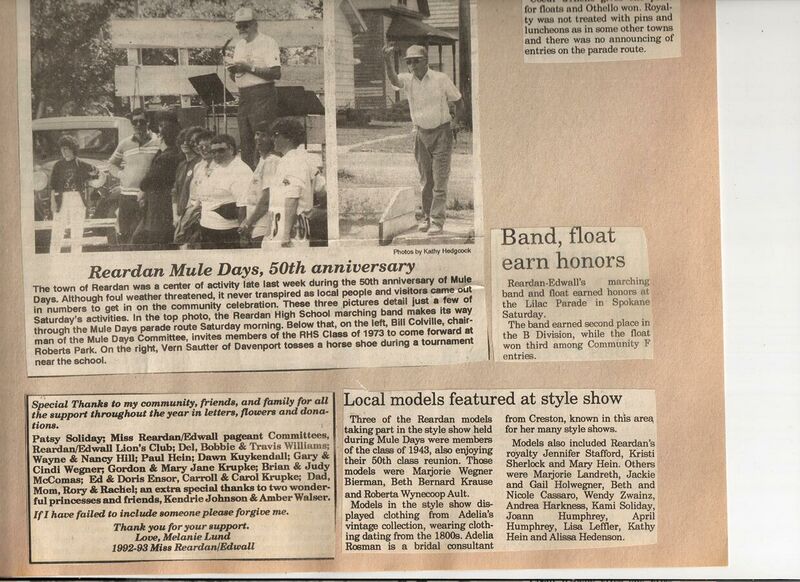 for floats and Othello won. Royal-
ty was not treated with pins and
luncheons as in some other towns
and there was no announcing of
entries on the parade route.
Photos by Kathy Hedgcock
Reardan Mule Days, 50th anniversary
The town of Reardan was a center of activity late last week during the 50th anniversary of Mule
Days. Although foul weather threatened, it never transpired as local people and visitors came out
in numbers to get in on the community celebration. These three pictures detail just a few of
Saturday's activities. In the top photo, the Reardan High School marching band makes its way
through the Mule Days parade route Saturday morning. Below that, on the left, Bill Colville, chair-
man of the Mule Days Committee, invites members of the RHS Class of 1973 to come forward at
Roberts Park. On the right, Vern Sautter of Davenport tosses a horse shoe during a tournament
near the school.
Band, float
earn honors
Reardan-Edwall's marching
band and float earned honors at
the Lilac Parade in Spokane
Saturday.
The band earned second place in
the B Division, while the float
won third among Community F
entries.
Special Thanks to my community, friends, and family for all
the support throughout the year in letters, flowers and dona-
tions.
Patsy Soliday; Miss Reardan/Edwall pageant Committees,
Reardan/Edwall Lion's Club; Del, Bobbie & Travis Williams;
Wayne & Nancy Hill; Paul Hein; Dawn Kuykendall; Gary &
Cindi Wegner; Gordon & Mary Jane Krupke; Brian & Judy
McComas; Ed & Doris Ensor, Carroll & Carol Krupke; Dad,
Mom, Rory & Rachel; an extra special thanks to two wonder-
ful princesses and friends, Kendrie Johnson & Amber Walser.
If I have failed to include someone please forgive me.
Thank you for your support.
Love, Melanie Lund
1992-93 Miss Reardan/Edwall
Local models featured at style show
Three of the Reardan models
taking part in the style show held
during Mule Days were members
of the class of 1943, also enjoying
their 50th class reunion. Those
models were Marjorie Wegner
Bierman, Beth Bernard Krause
and Roberta Wynecoop Ault.
Models in the style show dis-
played clothing from Adelia's
vintage collection, wearing cloth-
ing dating from the 1800s. Adelia
Rosman is a bridal consultant
from Creston, known in this area
for her many style shows.
Models also included Reardan's
royalty Jennifer Stafford, Kristi
Sherlock and Mary Hein. Others
were Marjorie Landreth, Jackie
and Gail Holwegner, Beth and
Nicole Cassaro, Wendy Zwainz,
Andrea Harkness, Kami Soliday,
Joann Humphrey, April
Humphrey, Lisa Leffler, Kathy
Hein and Alissa Hedenson.